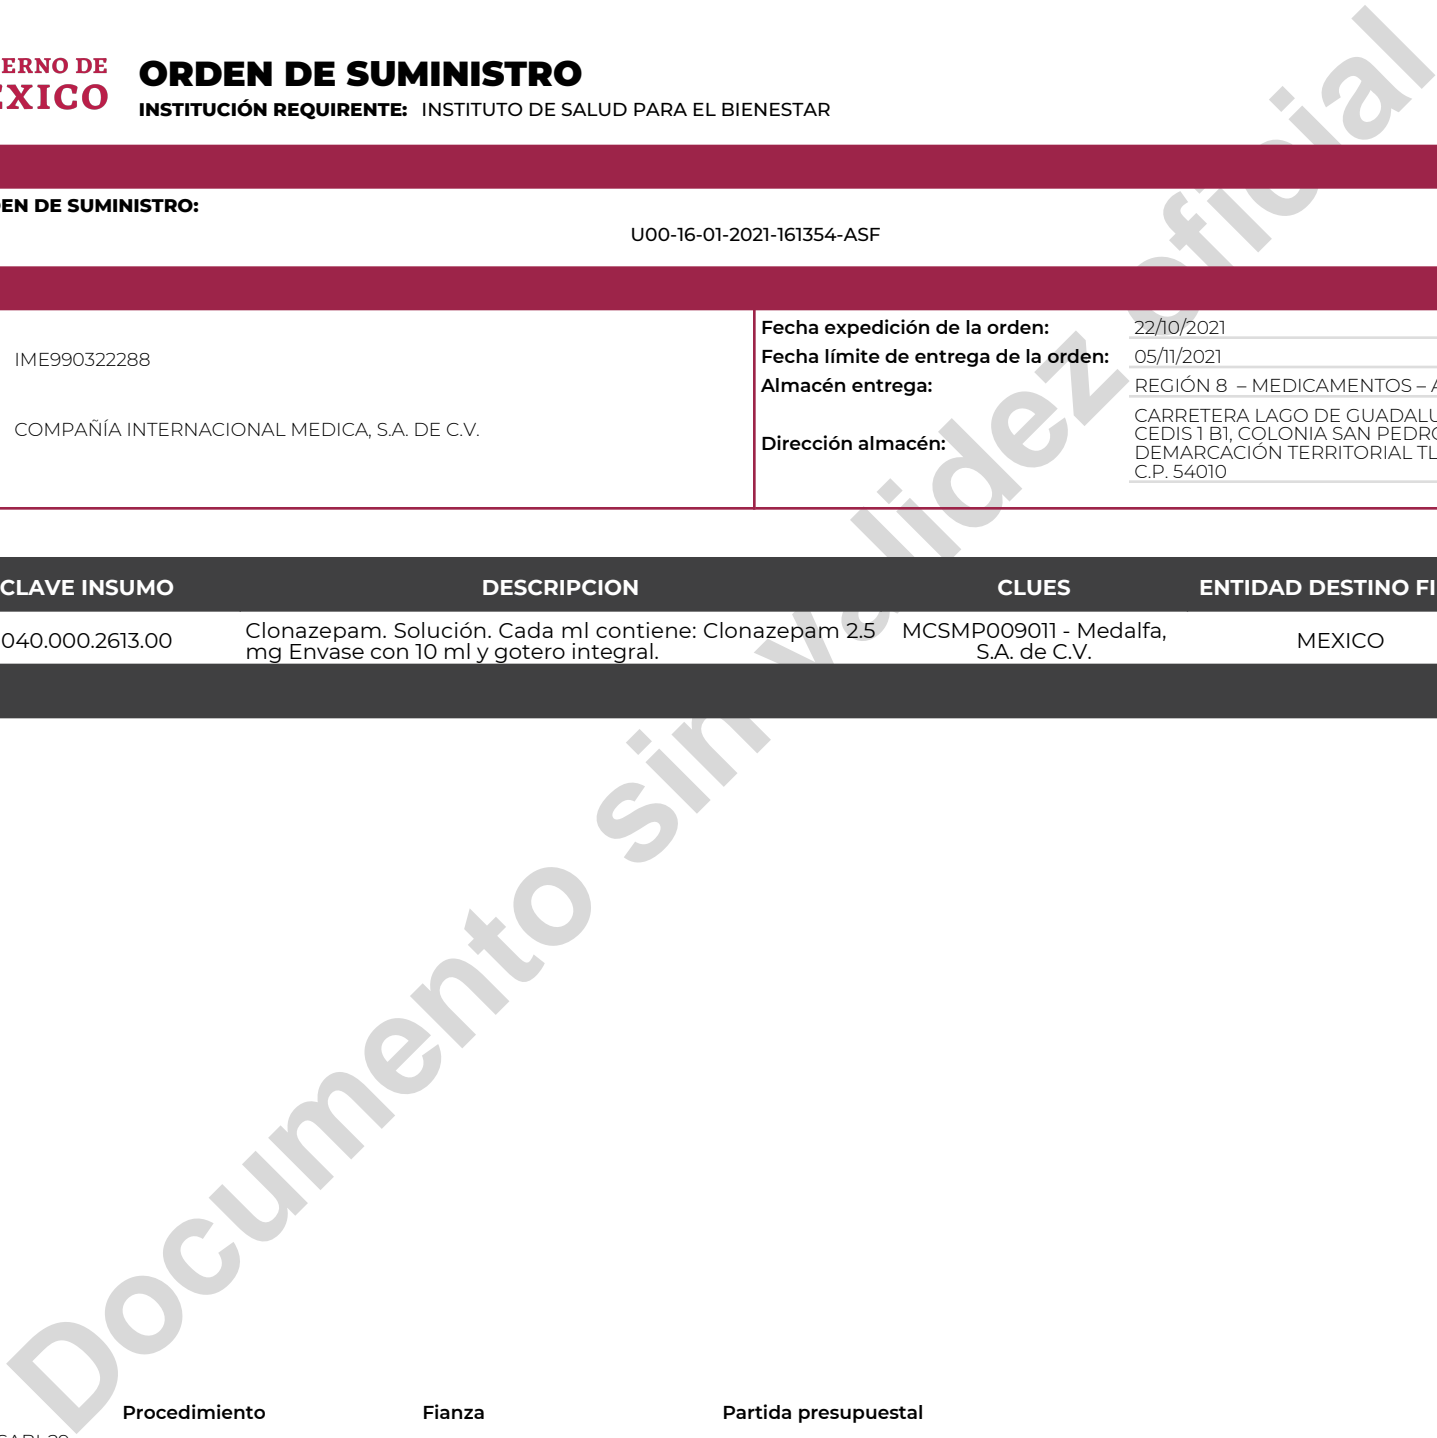 ERNO DE
EXICO
ORDEN DE SUMINISTRO
INSTITUCIÓN REQUIRENTE: INSTITUTO DE SALUD PARA EL BIENESTAR
EN DE SUMINISTRO:
U00-16-01-2021-161354-ASF
IME990322288
COMPAÑÍA INTERNACIONAL MEDICA, S.A. DE C.V.
Fecha expedición de la orden: 22/10/2021
Fecha límite de entrega de la orden: 05/11/2021
Almacén entrega: REGIÓN 8 – MEDICAMENTOS – A
Dirección almacén:
CARRETERA LAGO DE GUADALU
CEDIS 1 B1, COLONIA SAN PEDRO
DEMARCACIÓN TERRITORIAL TL
C.P. 54010
CLAVE INSUMO DESCRIPCION CLUES ENTIDAD DESTINO FI
040.000.2613.00
Clonazepam. Solución. Cada ml contiene: Clonazepam 2.5
mg Envase con 10 ml y gotero integral.
MCSMP009011 - Medalfa,
S.A. de C.V.
MEXICO
Documento sin validez oficial
Procedimiento Fianza Partida presupuestal